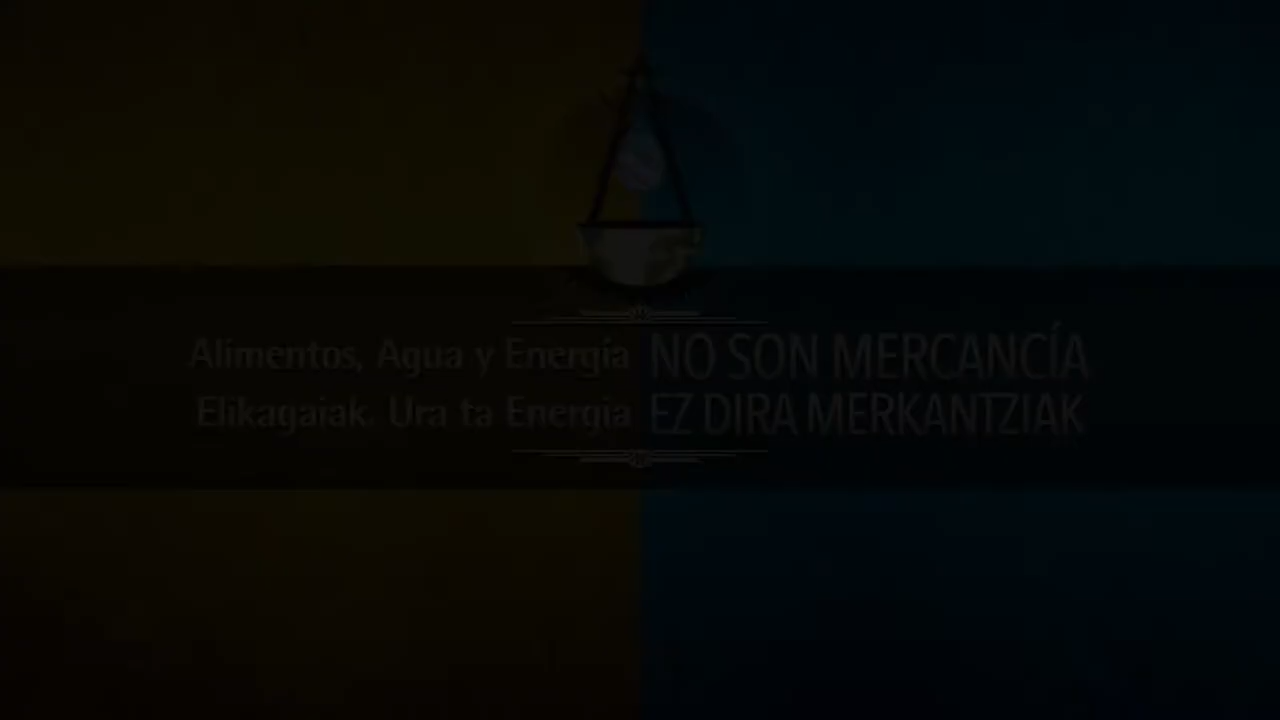 Alimentos, Agua y Energía NO SON MERCANCÍA
Elikagaiak, Ura ta Energia EZ DIRA MERKANTZIAK